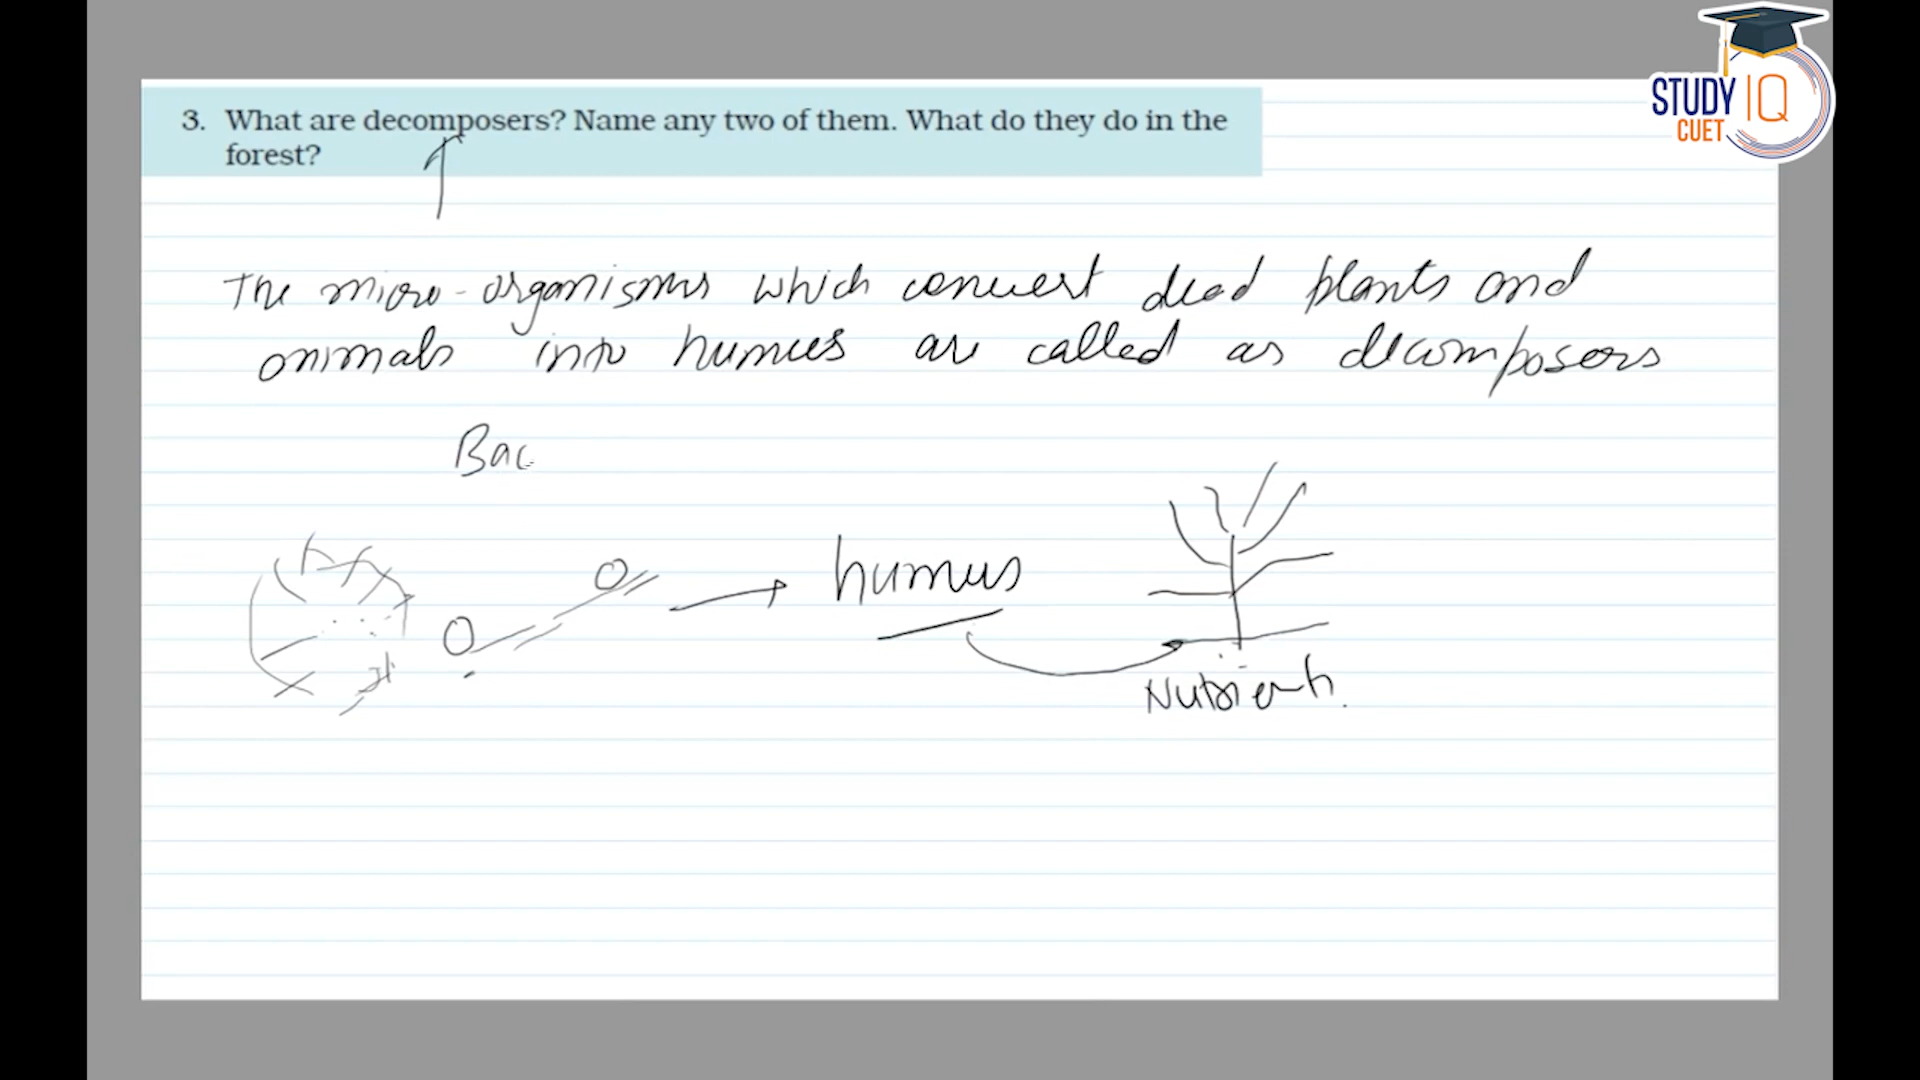 STUDY IQ
CUET
3. What are decomposers? Name any two of them. What do they do in the
forest?
The micro-organisms which convert dead plants and
animals into humus are called as decomposers
Bac
humus
Nutrients.